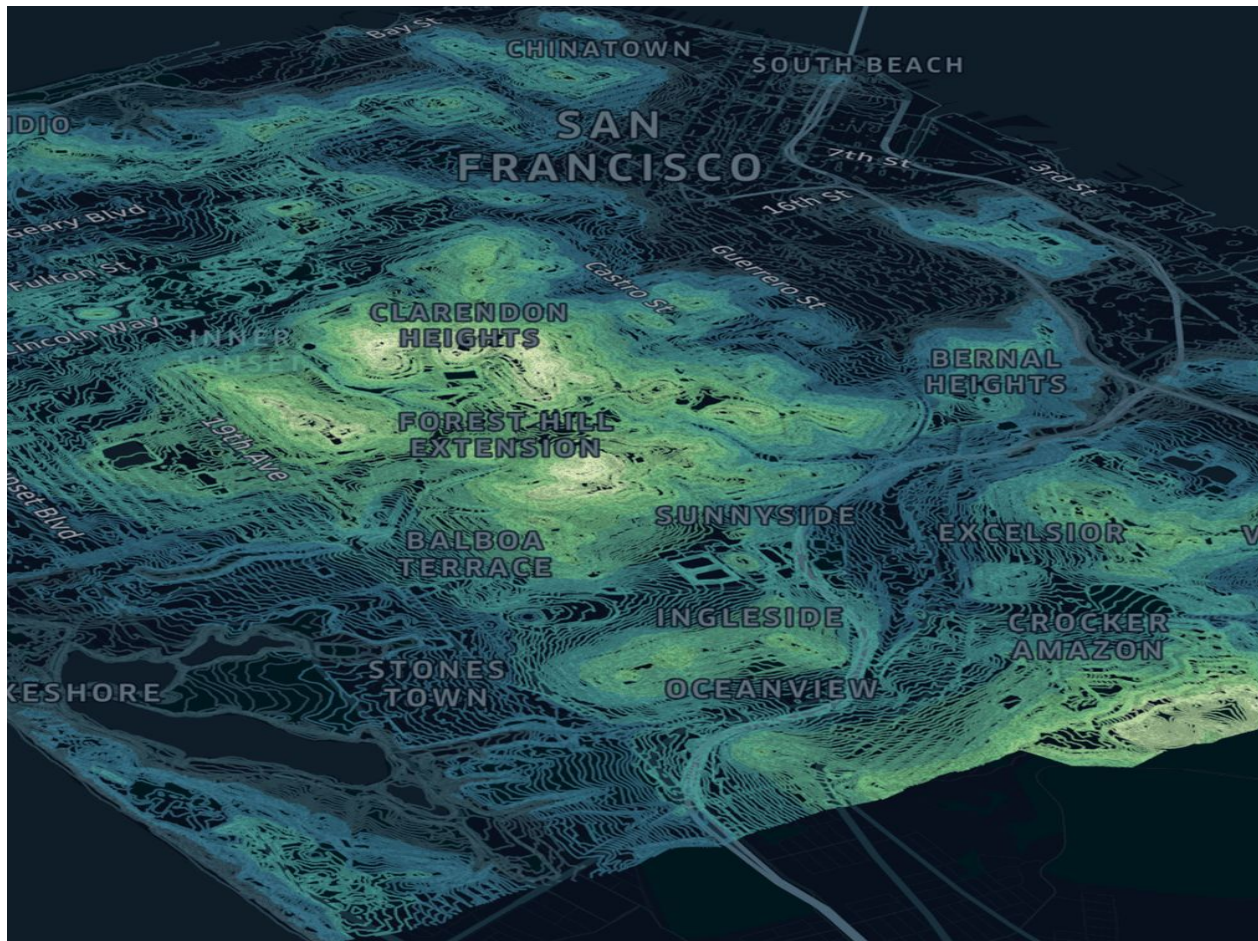 Bay St
CHINATOWN
SOUTH BEACH
IDIO
SAN
FRANCISCO
7th St
3rd St
16th St
Geary Blvd
Guerrero St
Castro St
Fulton St
CLARENDON
HEIGHTS
Lincoln Way
INNER
BERNAL
HEIGHTS
FOREST HILL
EXTENSION
19th Ave
nset Blvd
SUNNYSIDE
EXCELSIOR
V
BALBOA
TERRACE
INGLESIDE
CROCKER
AMAZON
STONES
TOWN
KESHORE
OCEANVIEW